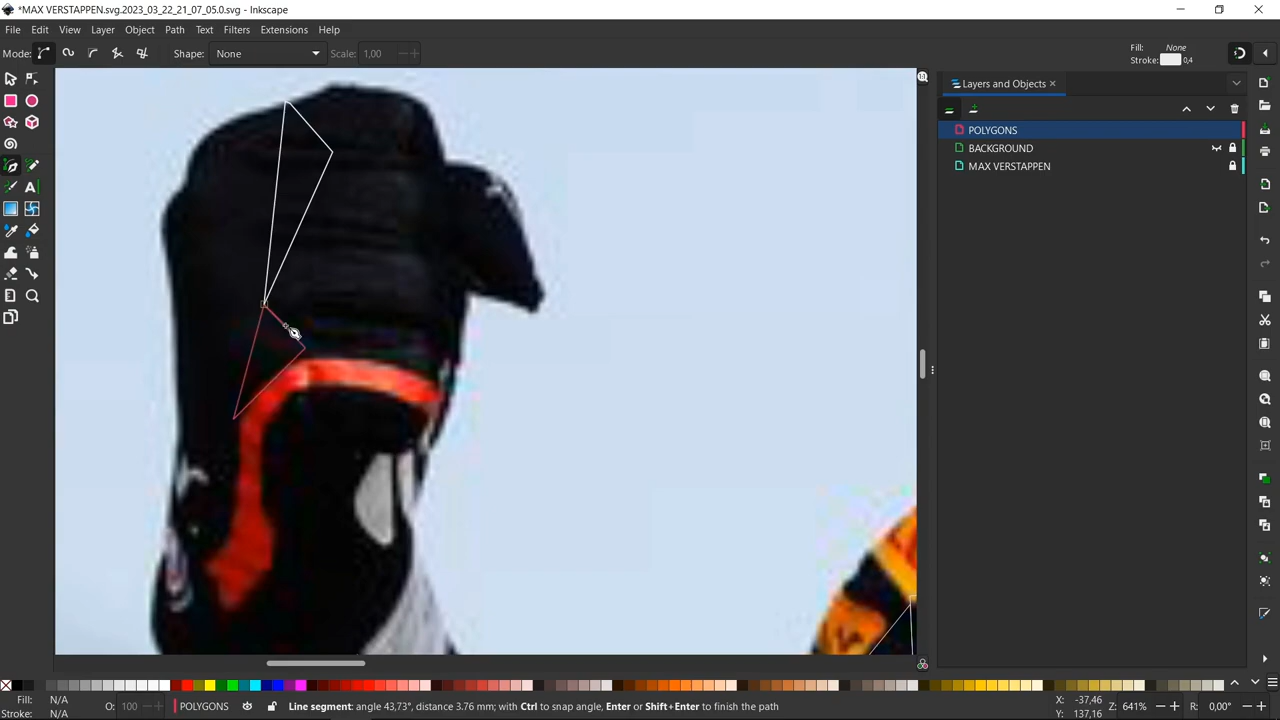 *MAX VERSTAPPEN.svg.2023_03_22_21_07_05.0.svg - Inkscape
File Edit View Layer Object Path Text Filters Extensions Help
Mode: Shape: None Scale: 1,00
Fill: None
Stroke: 0,4
Layers and Objects
POLYGONS
BACKGROUND
MAX VERSTAPPEN
Fill: N/A
Stroke: N/A
O: 100
POLYGONS
Line segment: angle 43,73°, distance 3.76 mm; with Ctrl to snap angle, Enter or Shift+Enter to finish the path
X: -37,46
Y: 137,16
Z: 641%
R: 0,00°